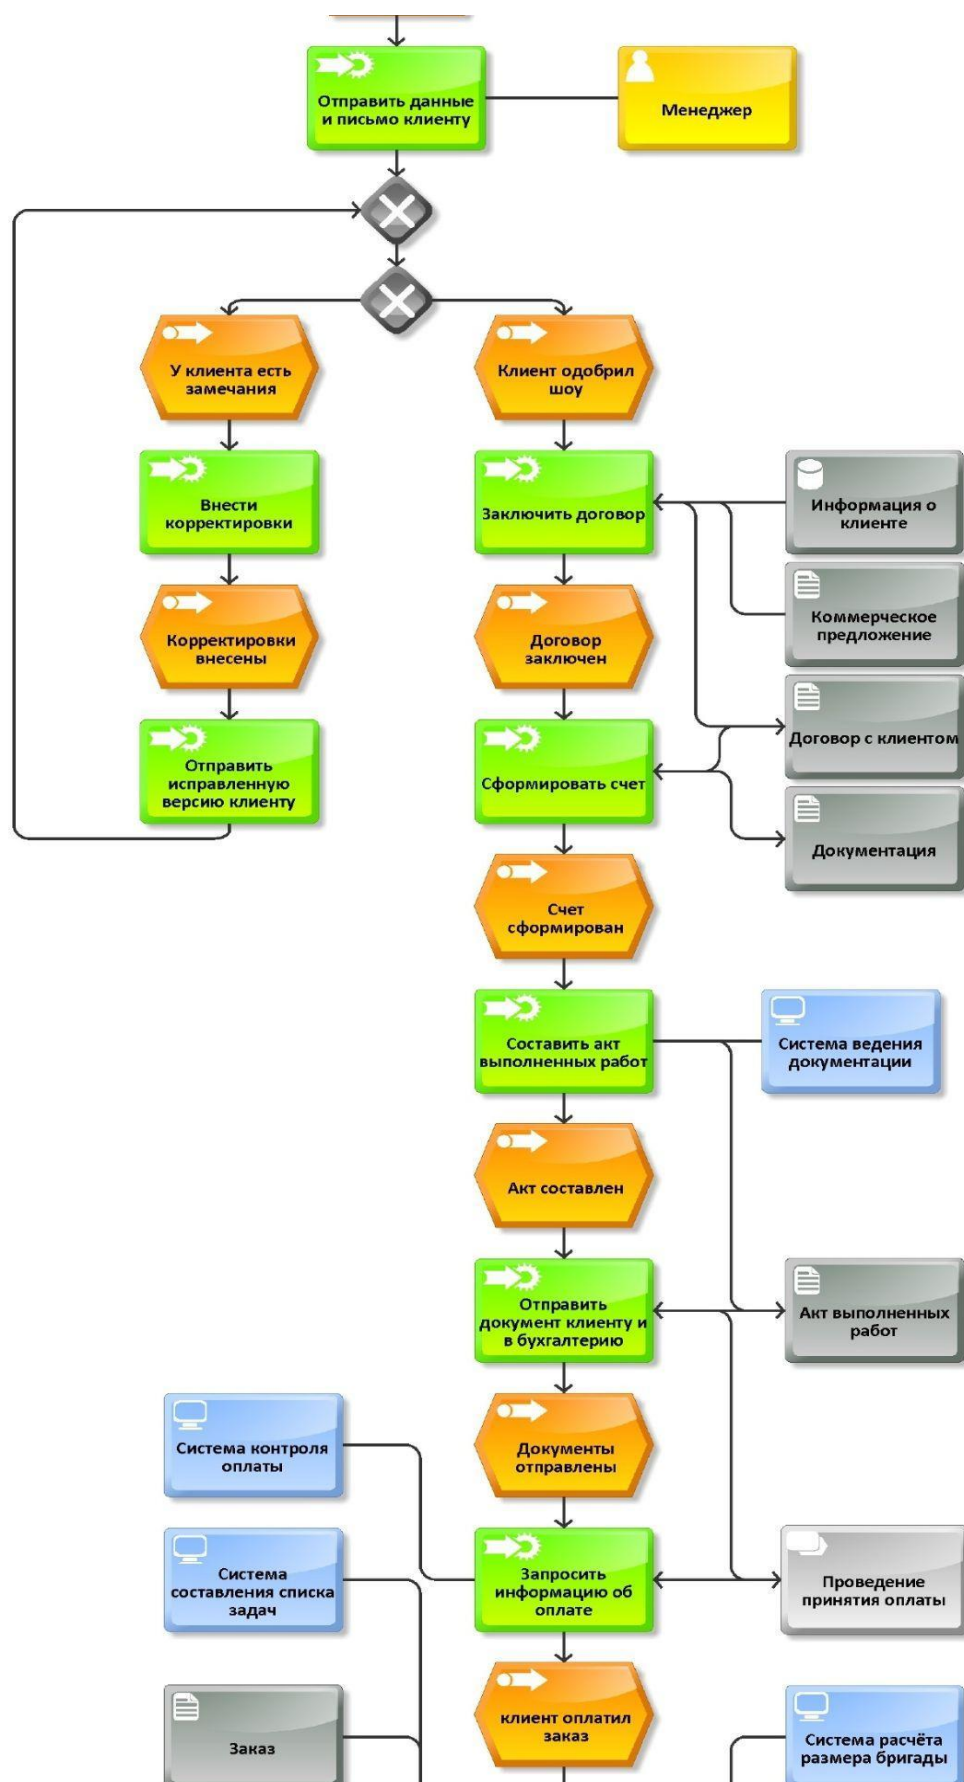 Отправить данные
и письмо клиенту
Менеджер
У клиента есть
замечания
Клиент одобрил
шоу
Внести
корректировки
Заключить договор
Информация о
клиенте
Коммерческое
предложение
Корректировки
внесены
Договор
заключен
Договор с клиентом
Отправить
исправленную
версию клиенту
Сформировать счет
Документация
Счет
сформирован
Составить акт
выполненных работ
Система ведения
документации
Акт составлен
Отправить
документ клиенту и
в бухгалтерию
Акт выполненных
работ
Система контроля
оплаты
Документы
отправлены
Система
составления списка
задач
Запросить
информацию об
оплате
Проведение
принятия оплаты
Заказ
клиент оплатил
заказ
Система расчёта
размера бригады